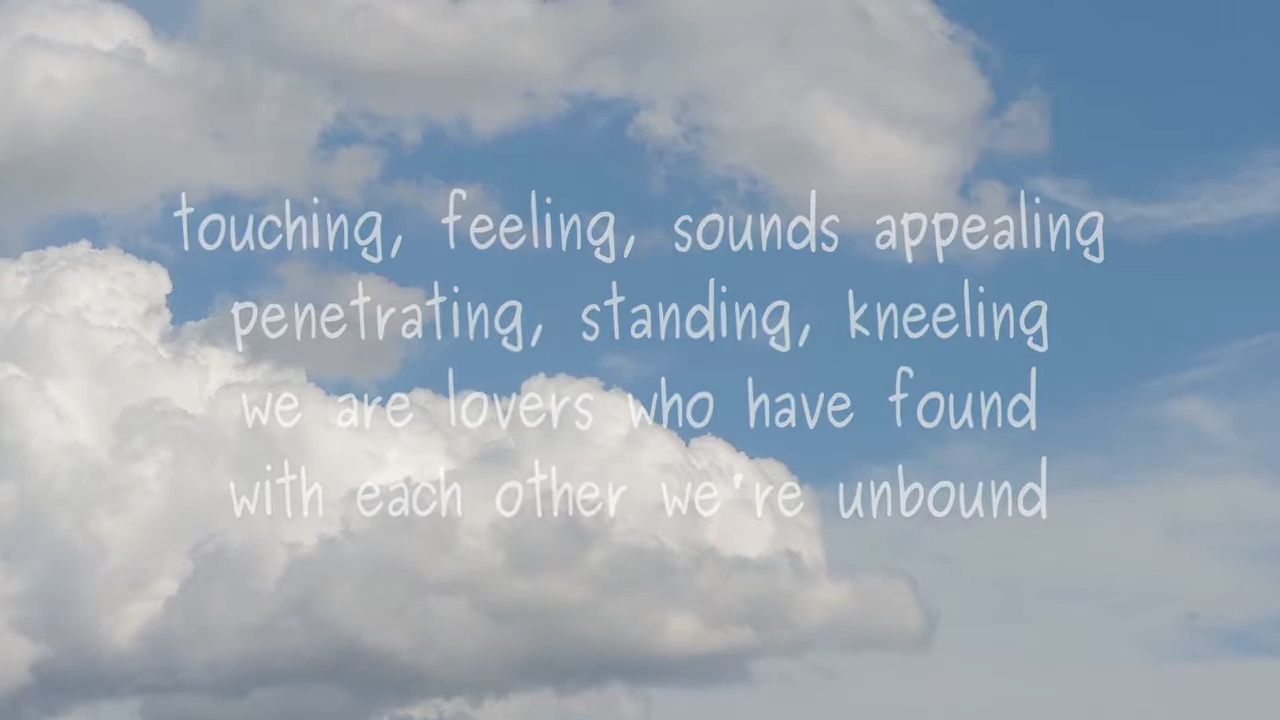 touching, feeling, sounds appealing
penetrating, standing, kneeling
we are lovers who have found
with each other we're unbound